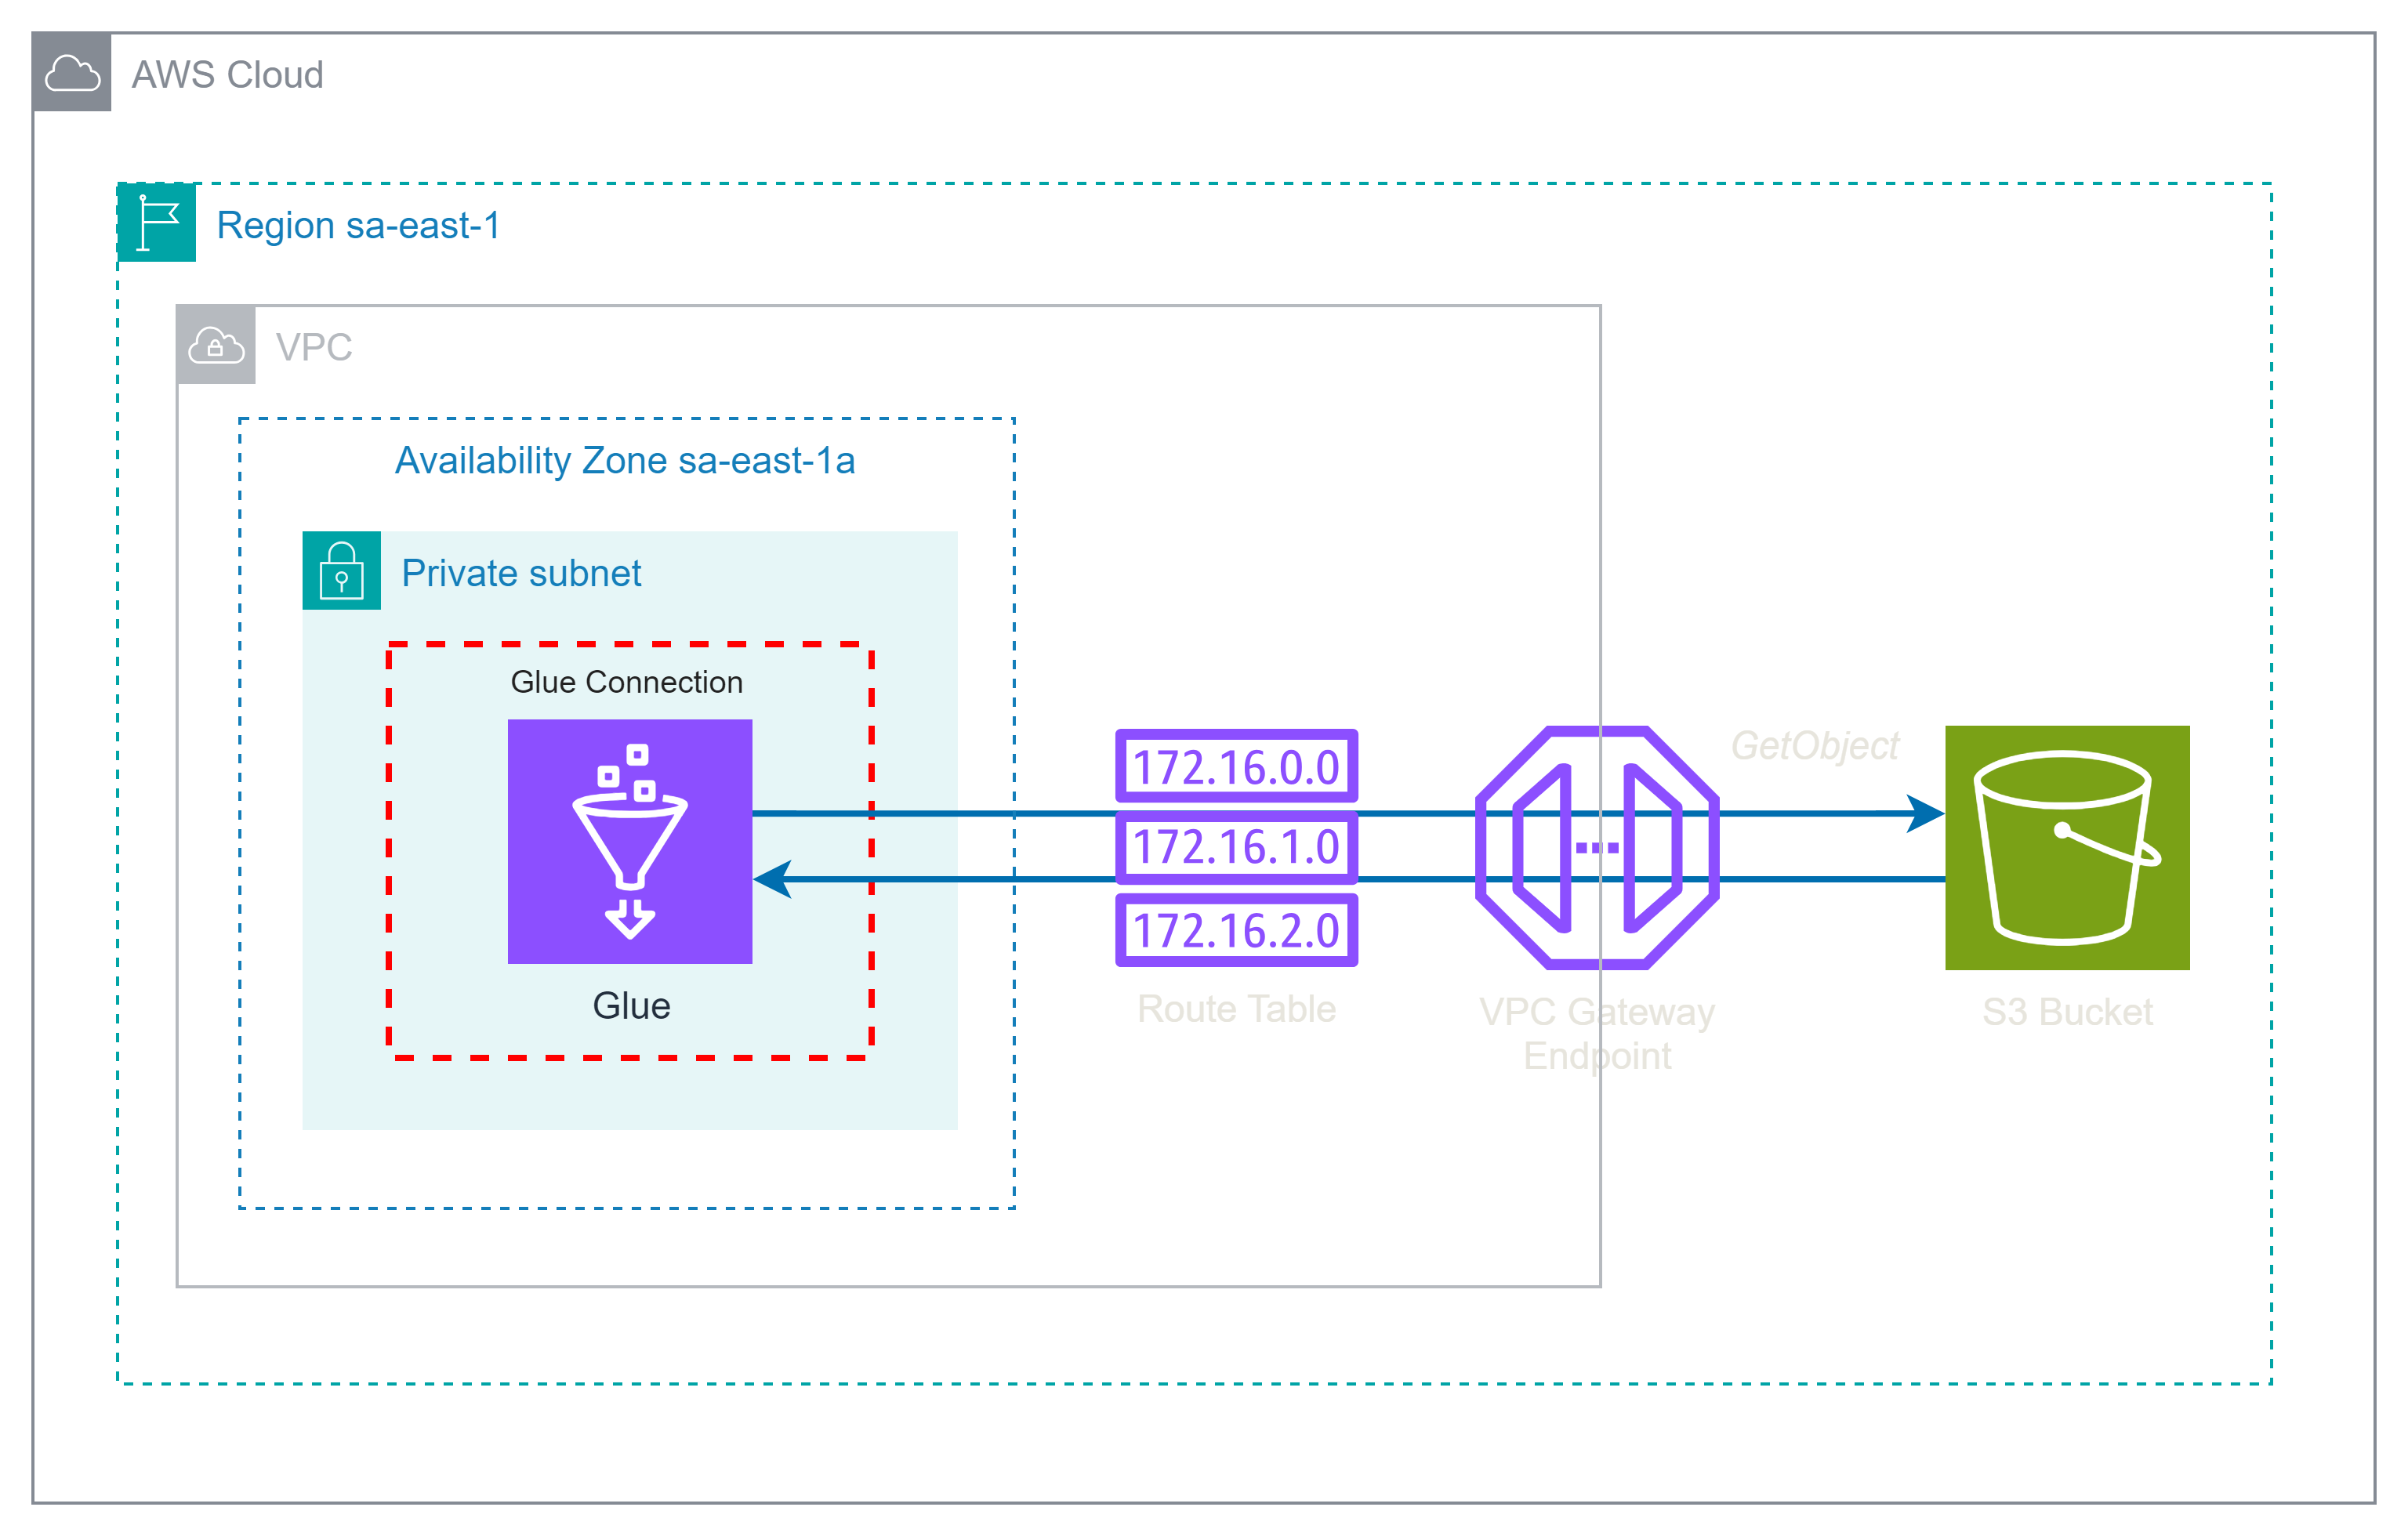 AWS Cloud
Region sa-east-1
VPC
Availability Zone sa-east-1a
Private subnet
Glue Connection
Glue
172.16.0.0
172.16.1.0
172.16.2.0
Route Table
VPC Gateway
Endpoint
GetObject
S3 Bucket